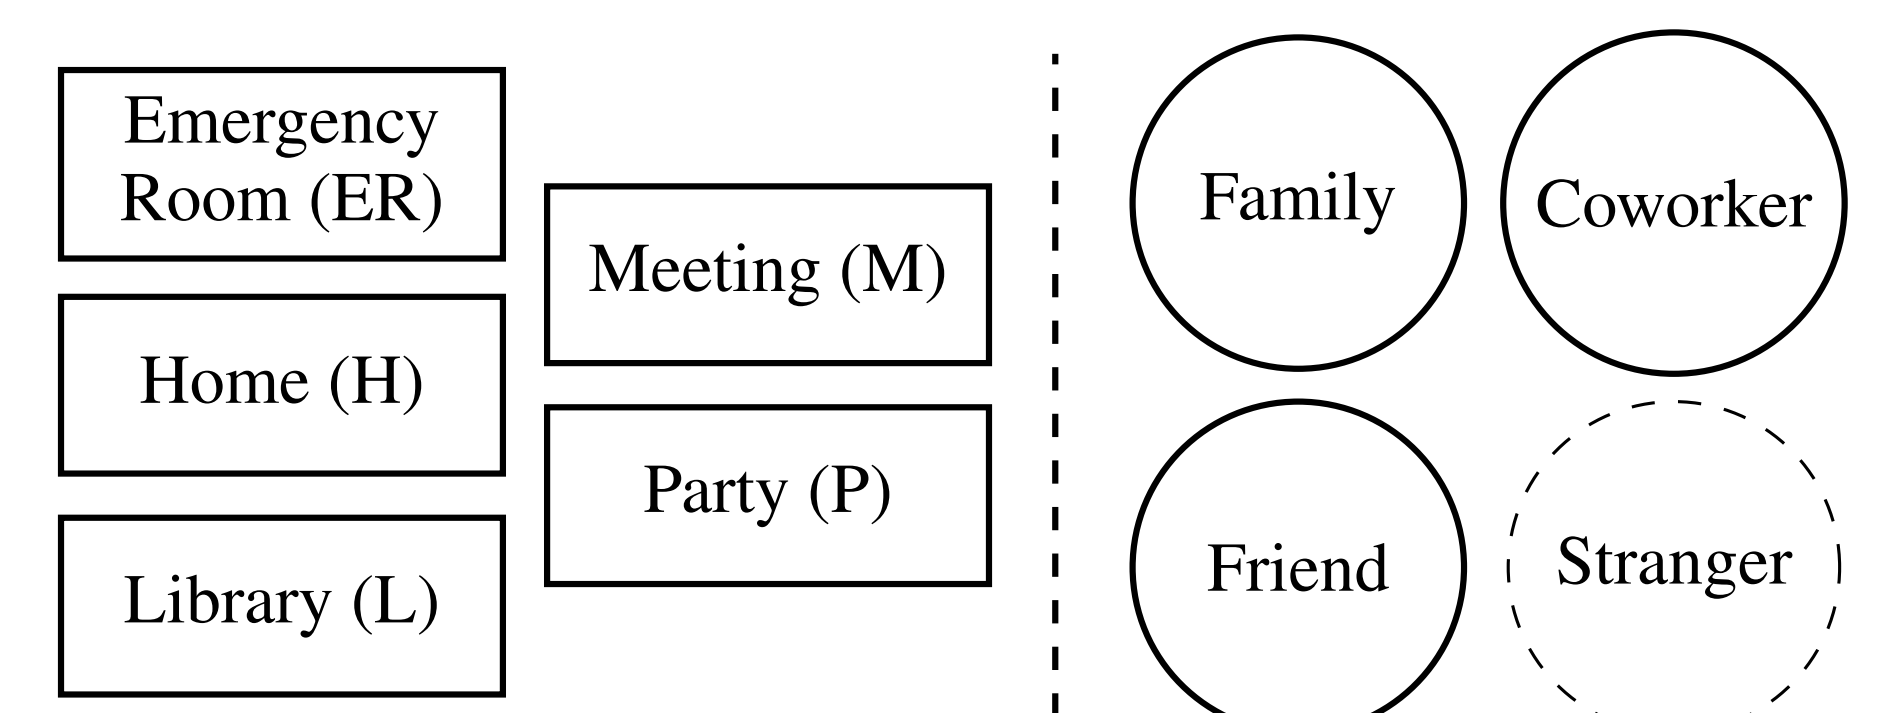 Emergency
Room (ER)
Home (H)
Library (L)
Meeting (M)
Party (P)
Family
Coworker
Friend
Stranger